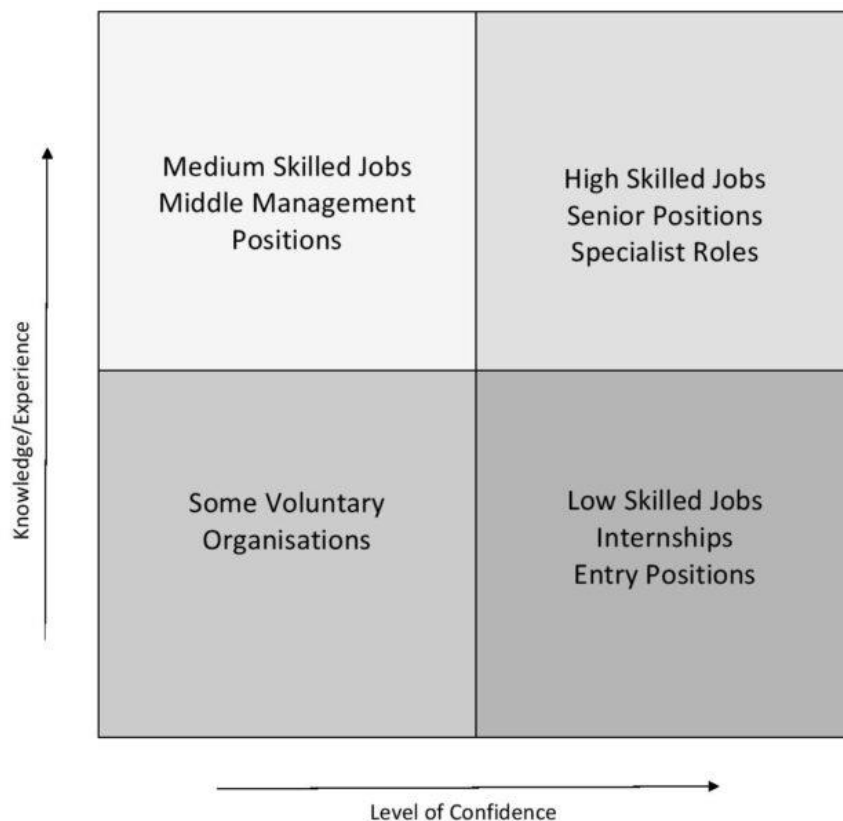 Medium Skilled Jobs
Middle Management
Positions
High Skilled Jobs
Senior Positions
Specialist Roles
Knowledge/Experience
Some Voluntary
Organisations
Low Skilled Jobs
Internships
Entry Positions
Level of Confidence